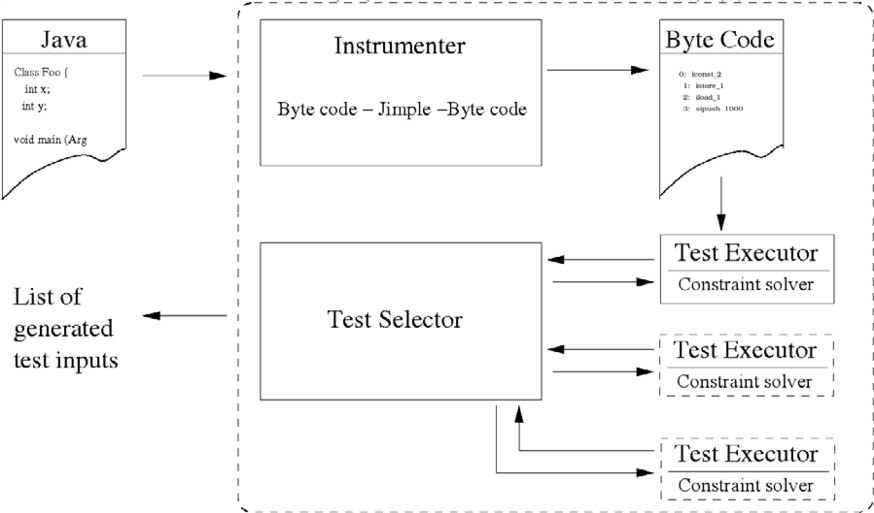 Java
Class Foo {
int x;
int y;
void main (Arg
Instrumenter
Byte code – Jimple –Byte code
Byte Code
0: iconst_2
1: istore_1
2: iload_1
3: sipush 1000
Test Executor
Constraint solver
Test Selector
List of
generated
test inputs
Test Executor
Constraint solver
Test Executor
Constraint solver